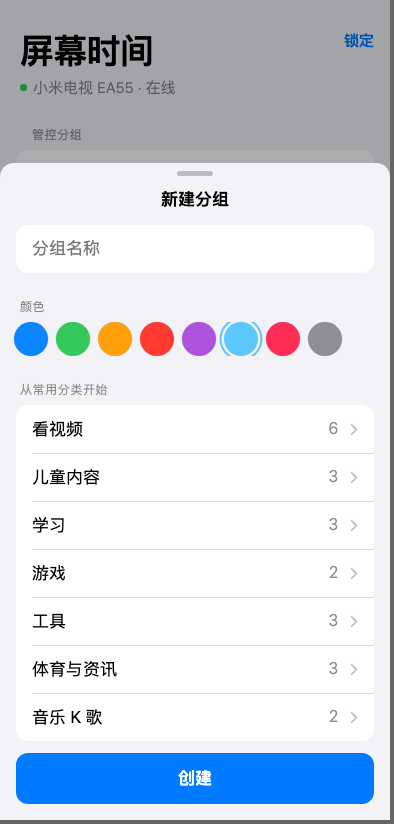 屏幕时间
锁定
小米电视 EA55 · 在线
管控分组
新建分组
分组名称
颜色
从常用分类开始
看视频 6
儿童内容 3
学习 3
游戏 2
工具 3
体育与资讯 3
音乐 K 歌 2
创建